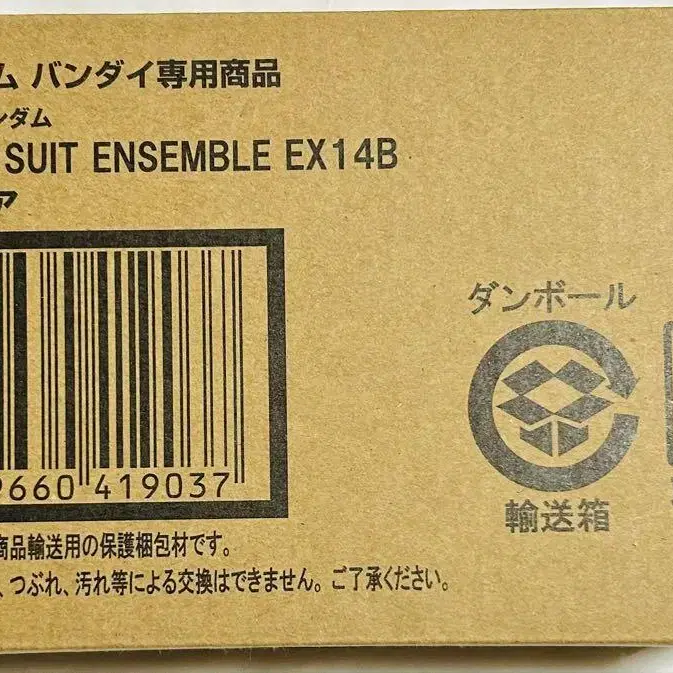 ム バンダイ専用商品
ンダム
SUIT ENSEMBLE EX14B
ア
9660 419037
ダンボール
輸送箱
商品輸送用の保護梱包材です。
、つぶれ、汚れ等による交換はできません。ご了承ください。